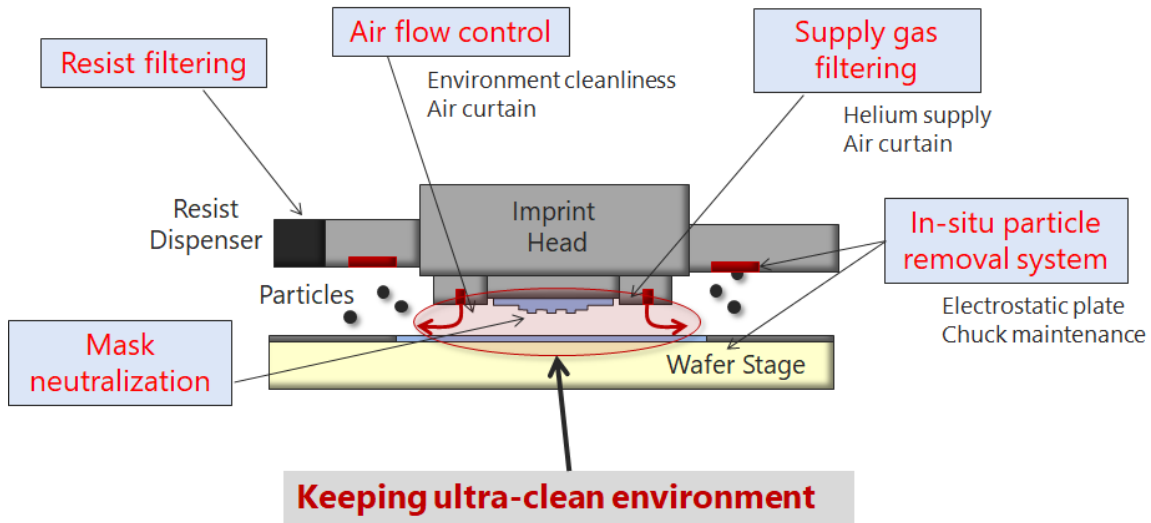 Air flow control
Supply gas
filtering
Resist filtering
Environment cleanliness
Air curtain
Helium supply
Air curtain
Resist
Dispenser
Imprint
Head
In-situ particle
removal system
Particles
Electrostatic plate
Chuck maintenance
Mask
neutralization
Wafer Stage
Keeping ultra-clean environment